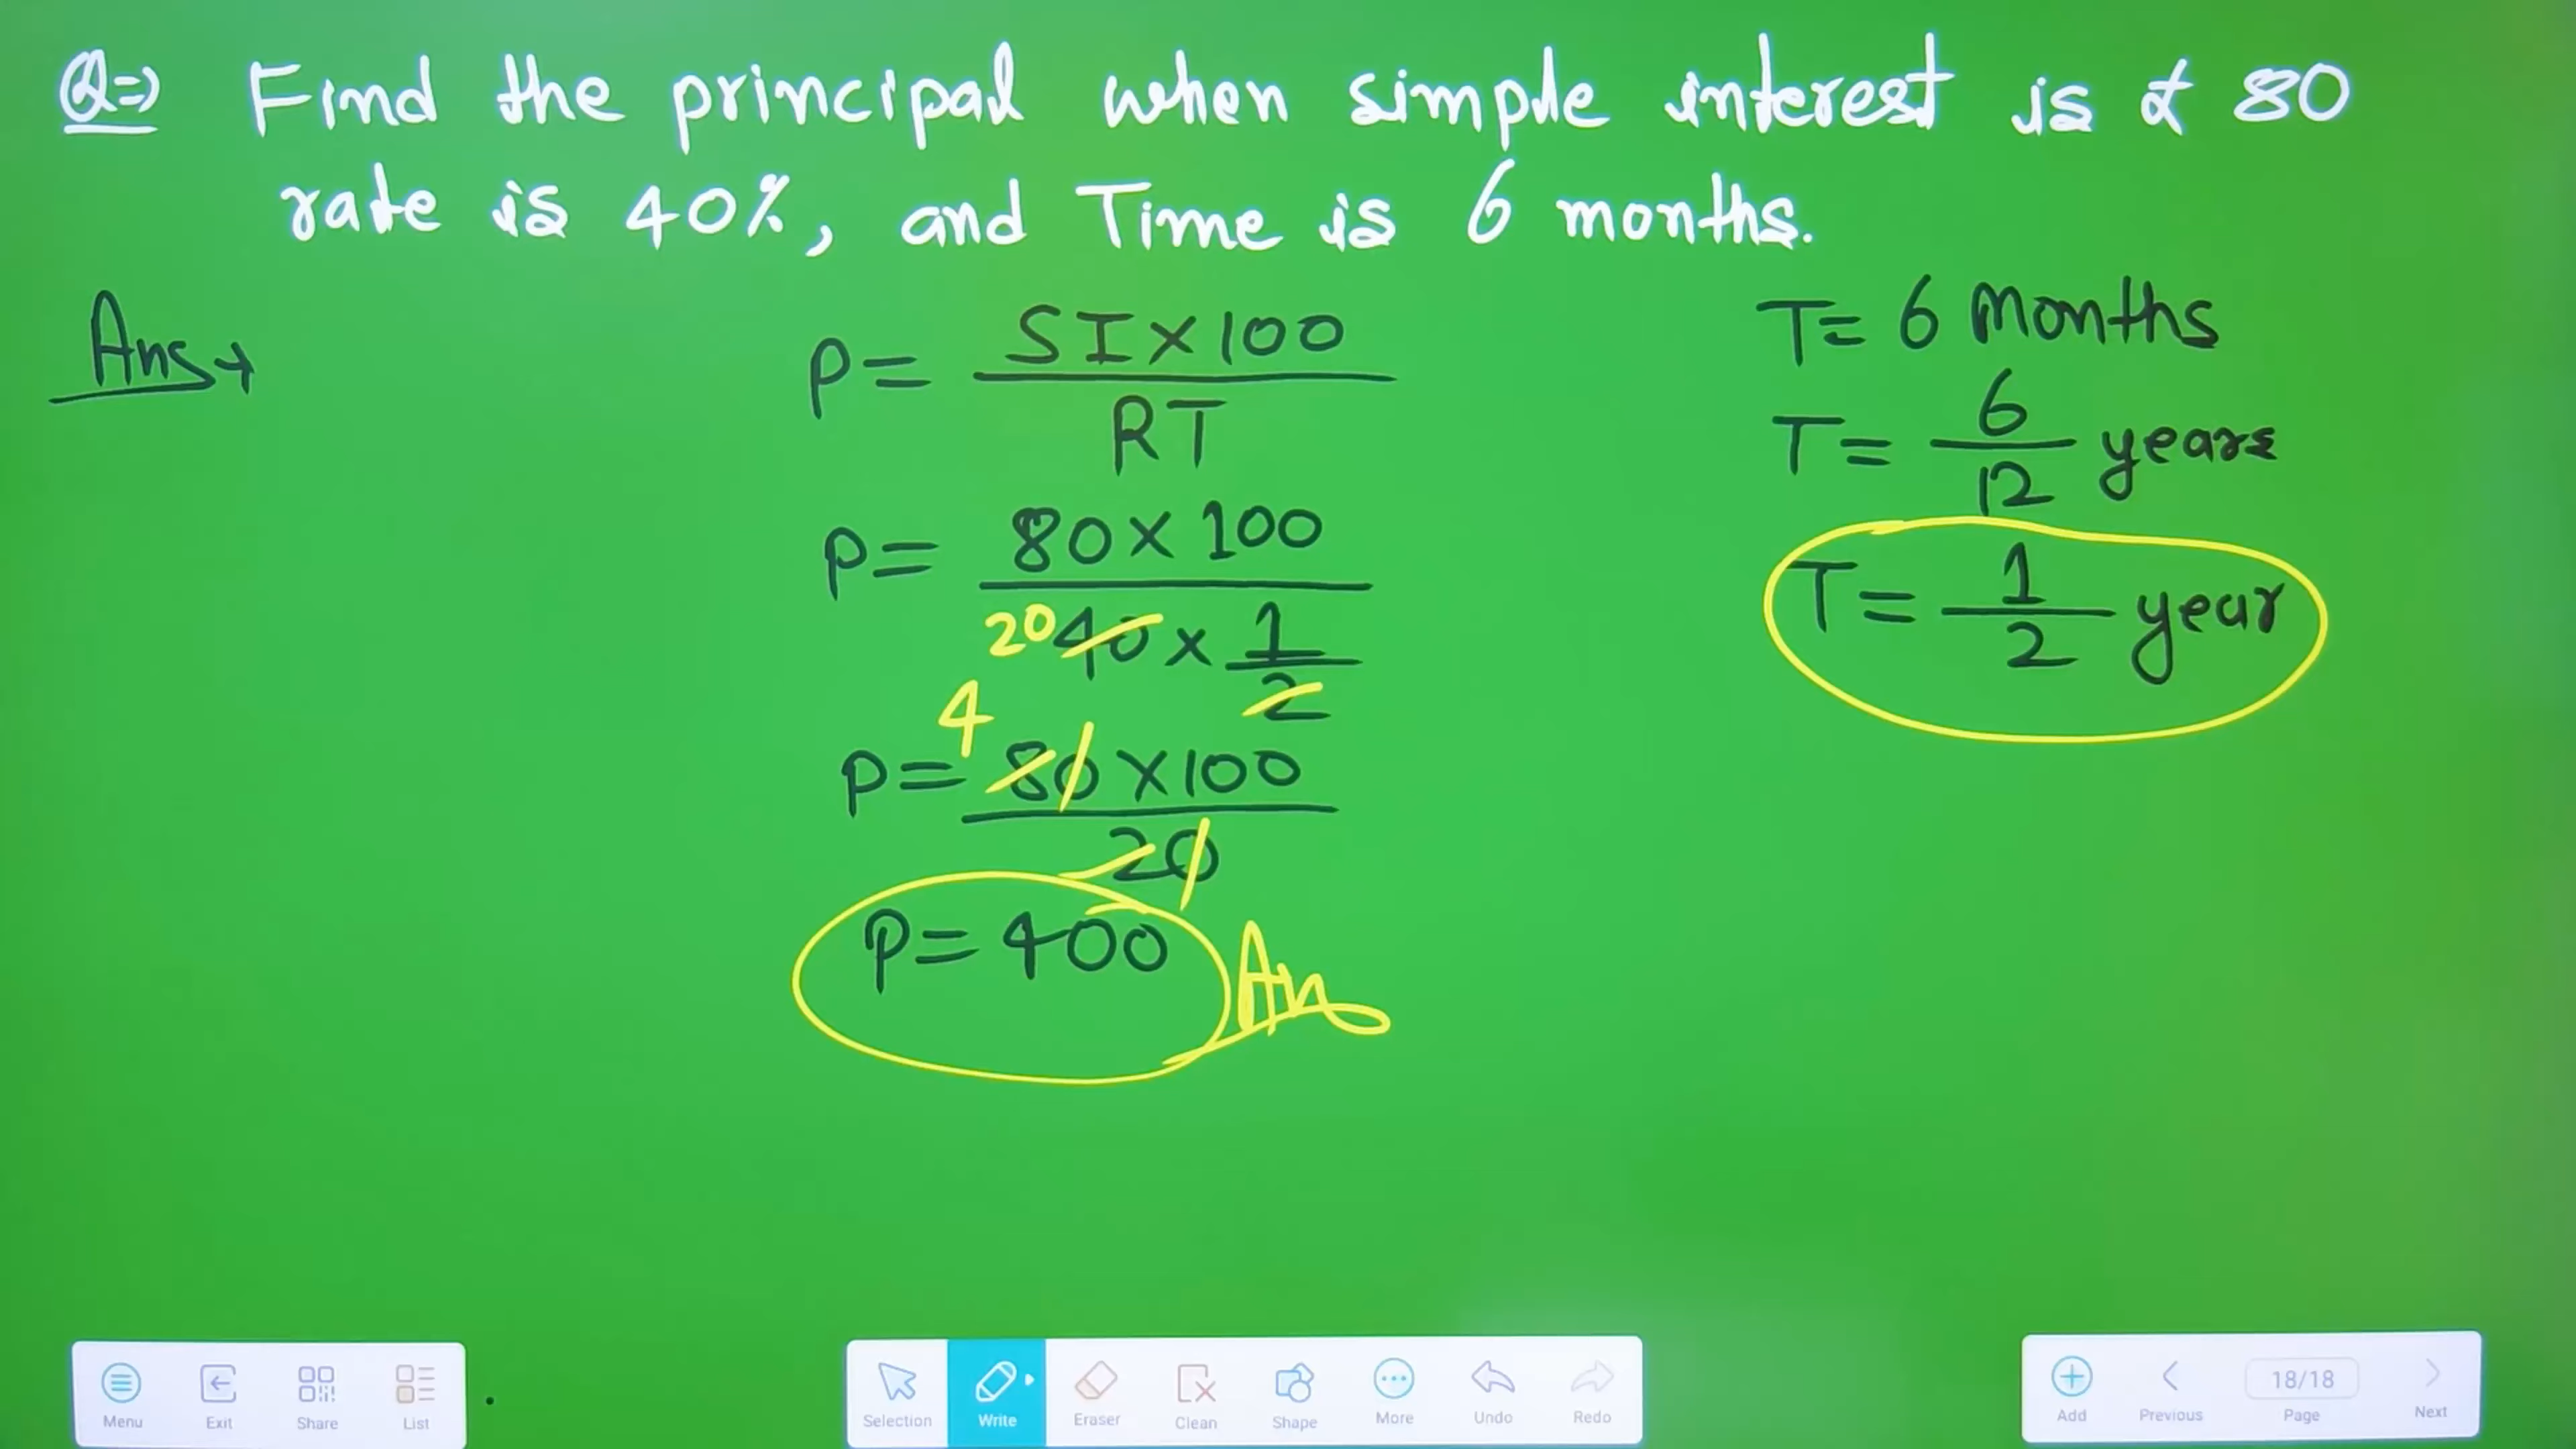 Q⇒ Find the principal when simple interest is ₹ 80
rate is 40%, and Time is 6 months.
Ans→
P = SI×100
RT
P = 80×100
20 40 × 1
2
4
P = 80×100
20
P = 400 Ans
T = 6 Months
T = 6
12 years
T = 1
2 year
Menu Exit Share List
Selection Write Eraser Clean Shape More Undo Redo
18/18
Add Previous Page Next